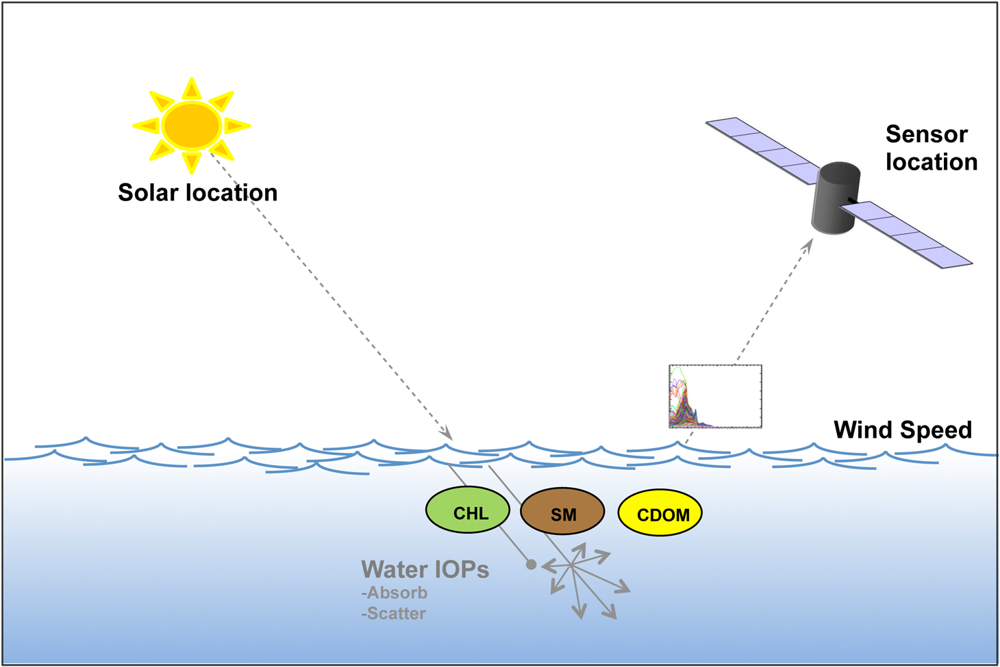 Sensor
location
Solar location
Wind Speed
CHL
SM
CDOM
Water IOPs
-Absorb
-Scatter